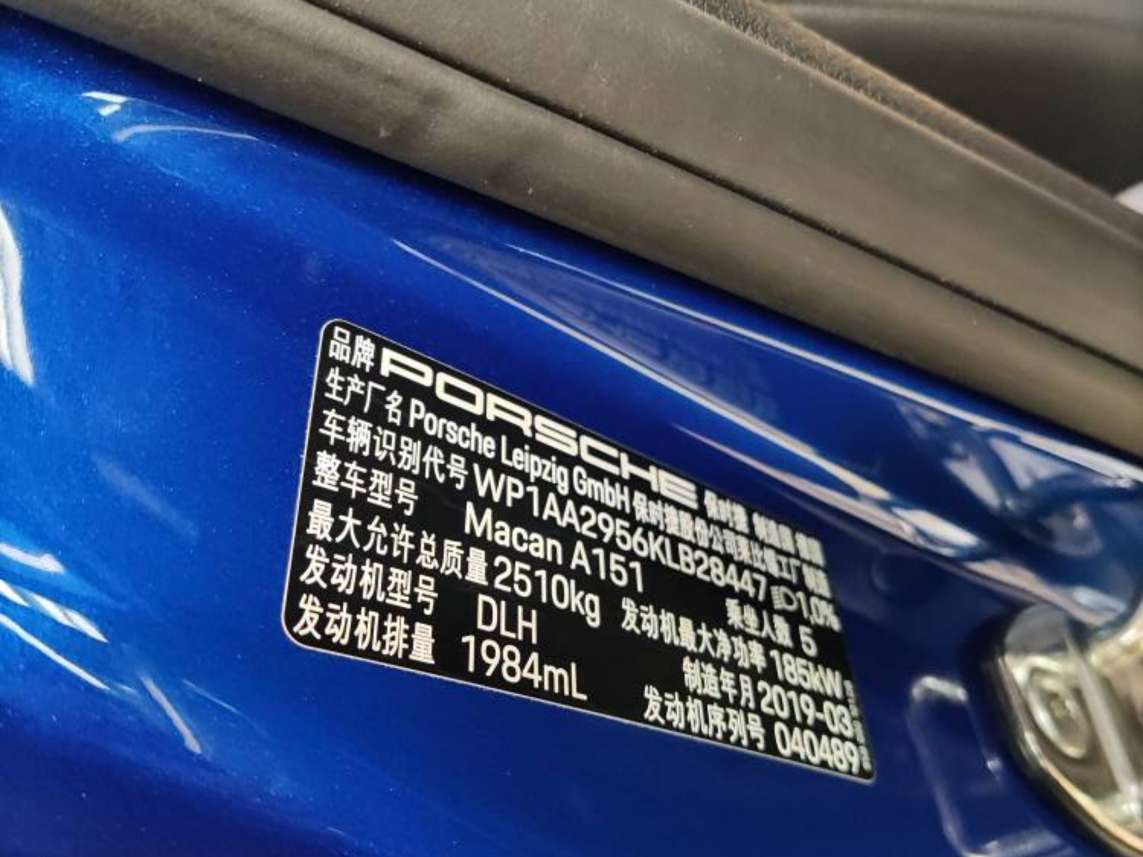 品牌 PORSCHE 保时捷 制造国 德国
生产厂名 Porsche Leipzig GmbH 保时捷股份公司莱比锡工厂 制造
车辆识别代号 WP1AA2956KLB28447 1,0%
整车型号 Macan A151 乘坐人数 5
最大允许总质量 2510kg 发动机最大净功率 185kW
发动机型号 DLH 制造年月 2019-03
发动机排量 1984mL 发动机序列号 040489